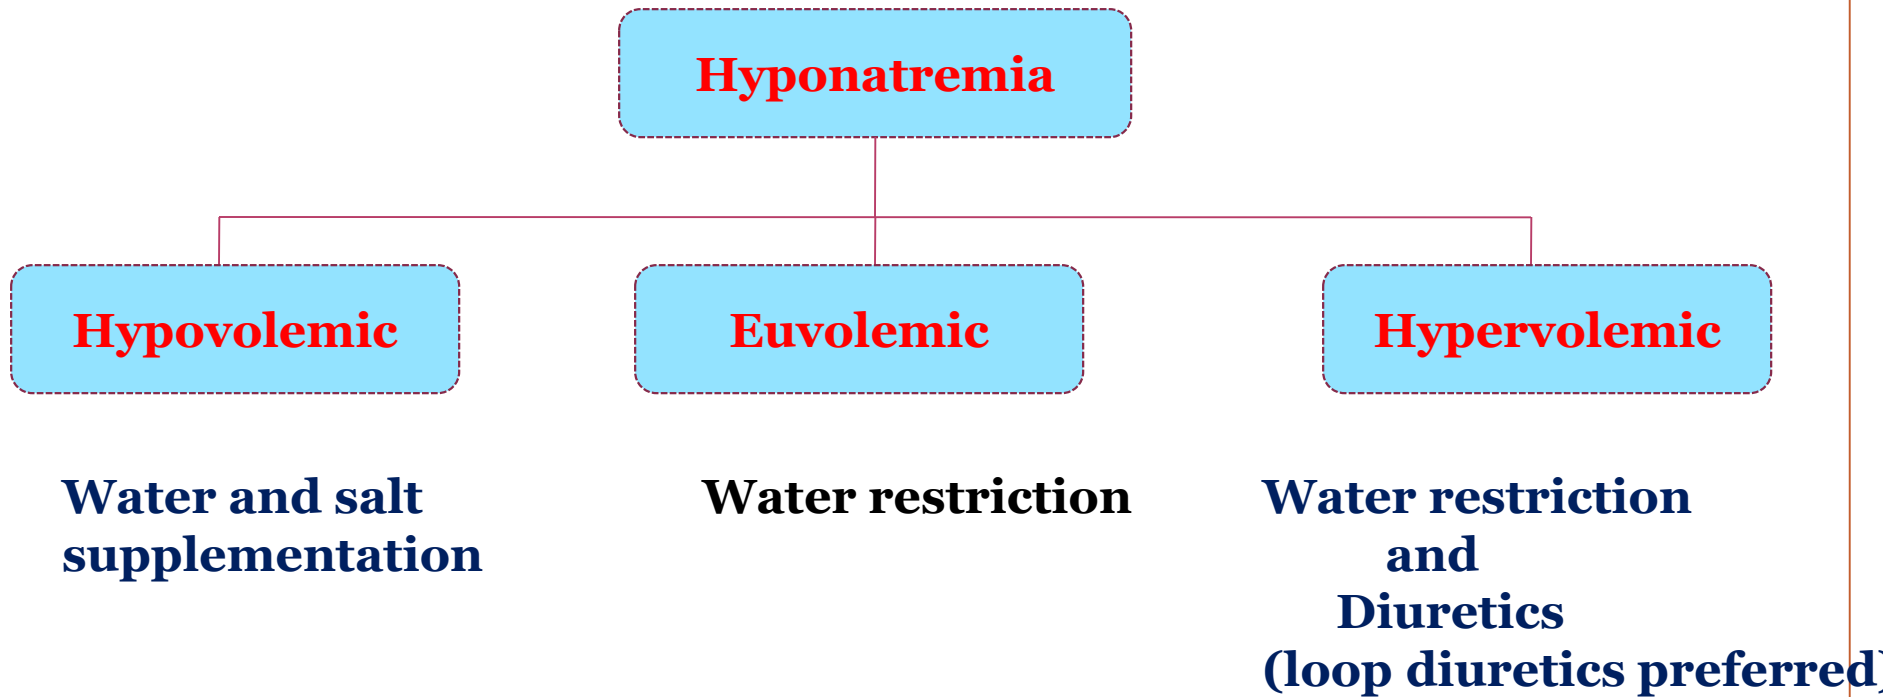 Hyponatremia
Hypovolemic
Euvolemic
Hypervolemic
Water and salt
supplementation
Water restriction
Water restriction
and
Diuretics
(loop diuretics preferred)